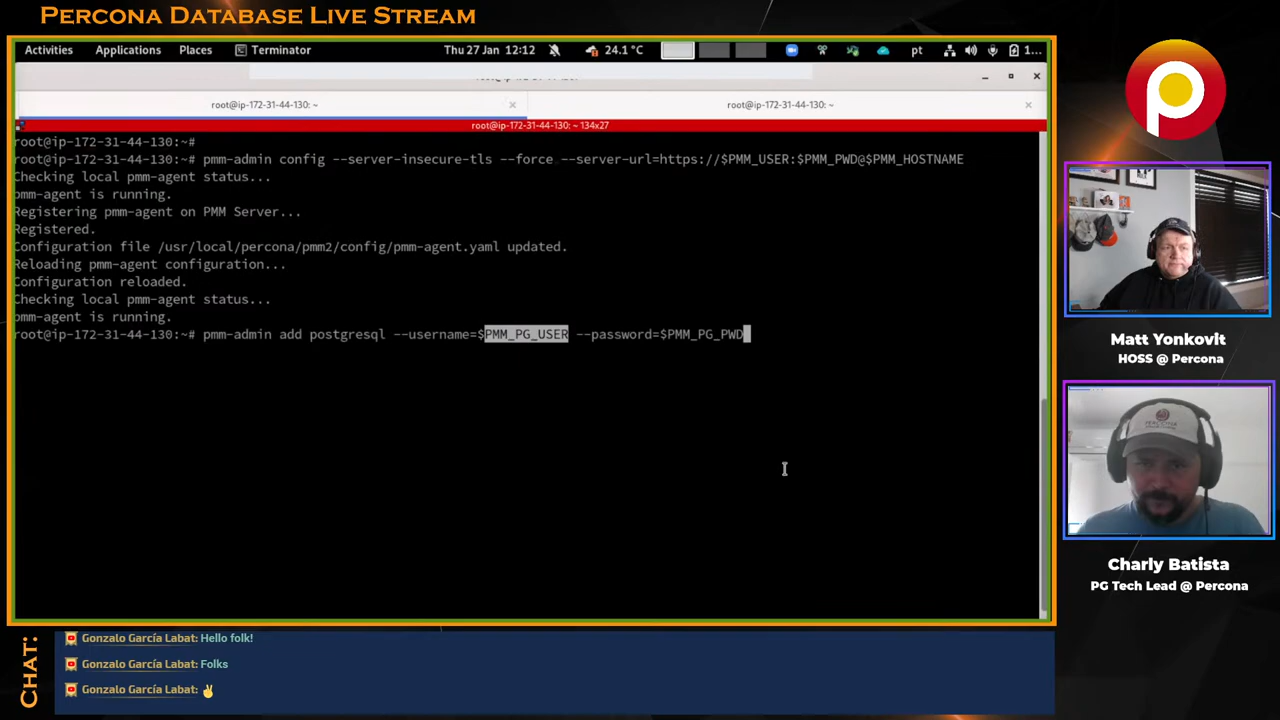 PERCONA DATABASE LIVE STREAM
Activities Applications Places Terminator Thu 27 Jan 12:12 24.1 °C pt 1...
root@ip-172-31-44-130: ~ root@ip-172-31-44-130: ~
root@ip-172-31-44-130: ~ 134x27
root@ip-172-31-44-130:~#
root@ip-172-31-44-130:~# pmm-admin config --server-insecure-tls --force --server-url=https://$PMM_USER:$PMM_PWD@$PMM_HOSTNAME
Checking local pmm-agent status...
pmm-agent is running.
Registering pmm-agent on PMM Server...
Registered.
Configuration file /usr/local/percona/pmm2/config/pmm-agent.yaml updated.
Reloading pmm-agent configuration...
Configuration reloaded.
Checking local pmm-agent status...
pmm-agent is running.
root@ip-172-31-44-130:~# pmm-admin add postgresql --username=$PMM_PG_USER --password=$PMM_PG_PWD
Matt Yonkovit
HOSS @ Percona
PERCONA
Charly Batista
PG Tech Lead @ Percona
CHAT:
Gonzalo García Labat: Hello folk!
Gonzalo García Labat: Folks
Gonzalo García Labat: ✌